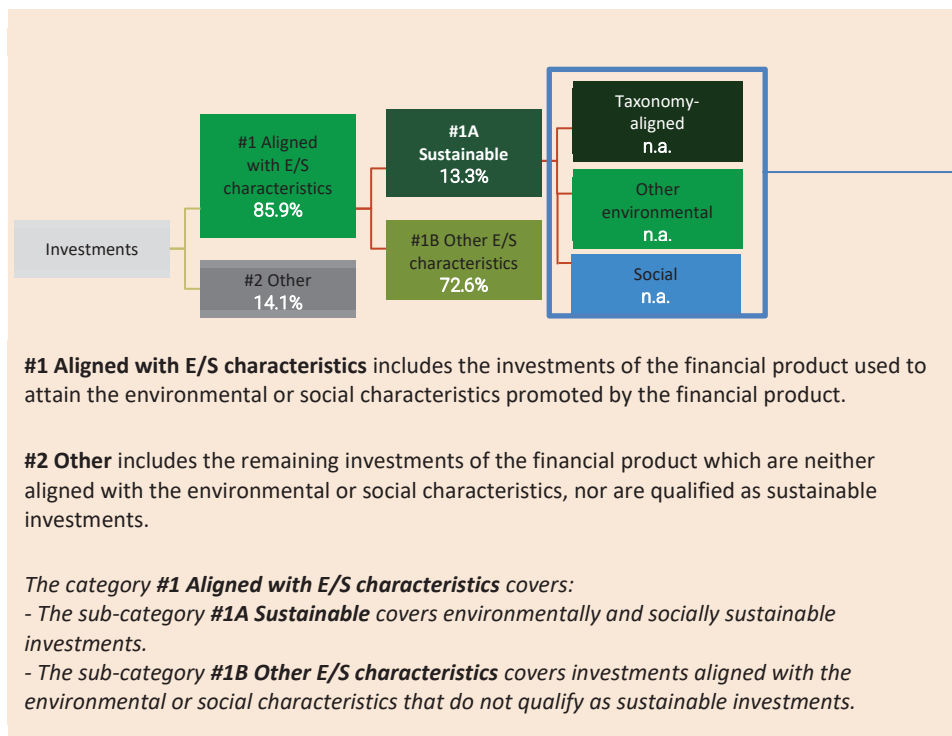 Investments
#1 Aligned
with E/S
characteristics
85.9%
#2 Other
14.1%
#1A
Sustainable
13.3%
#1B Other E/S
characteristics
72.6%
Taxonomy-
aligned
n.a.
Other
environmental
n.a.
Social
n.a.
#1 Aligned with E/S characteristics includes the investments of the financial product used to
attain the environmental or social characteristics promoted by the financial product.
#2 Other includes the remaining investments of the financial product which are neither
aligned with the environmental or social characteristics, nor are qualified as sustainable
investments.
The category #1 Aligned with E/S characteristics covers:
- The sub-category #1A Sustainable covers environmentally and socially sustainable
investments.
- The sub-category #1B Other E/S characteristics covers investments aligned with the
environmental or social characteristics that do not qualify as sustainable investments.